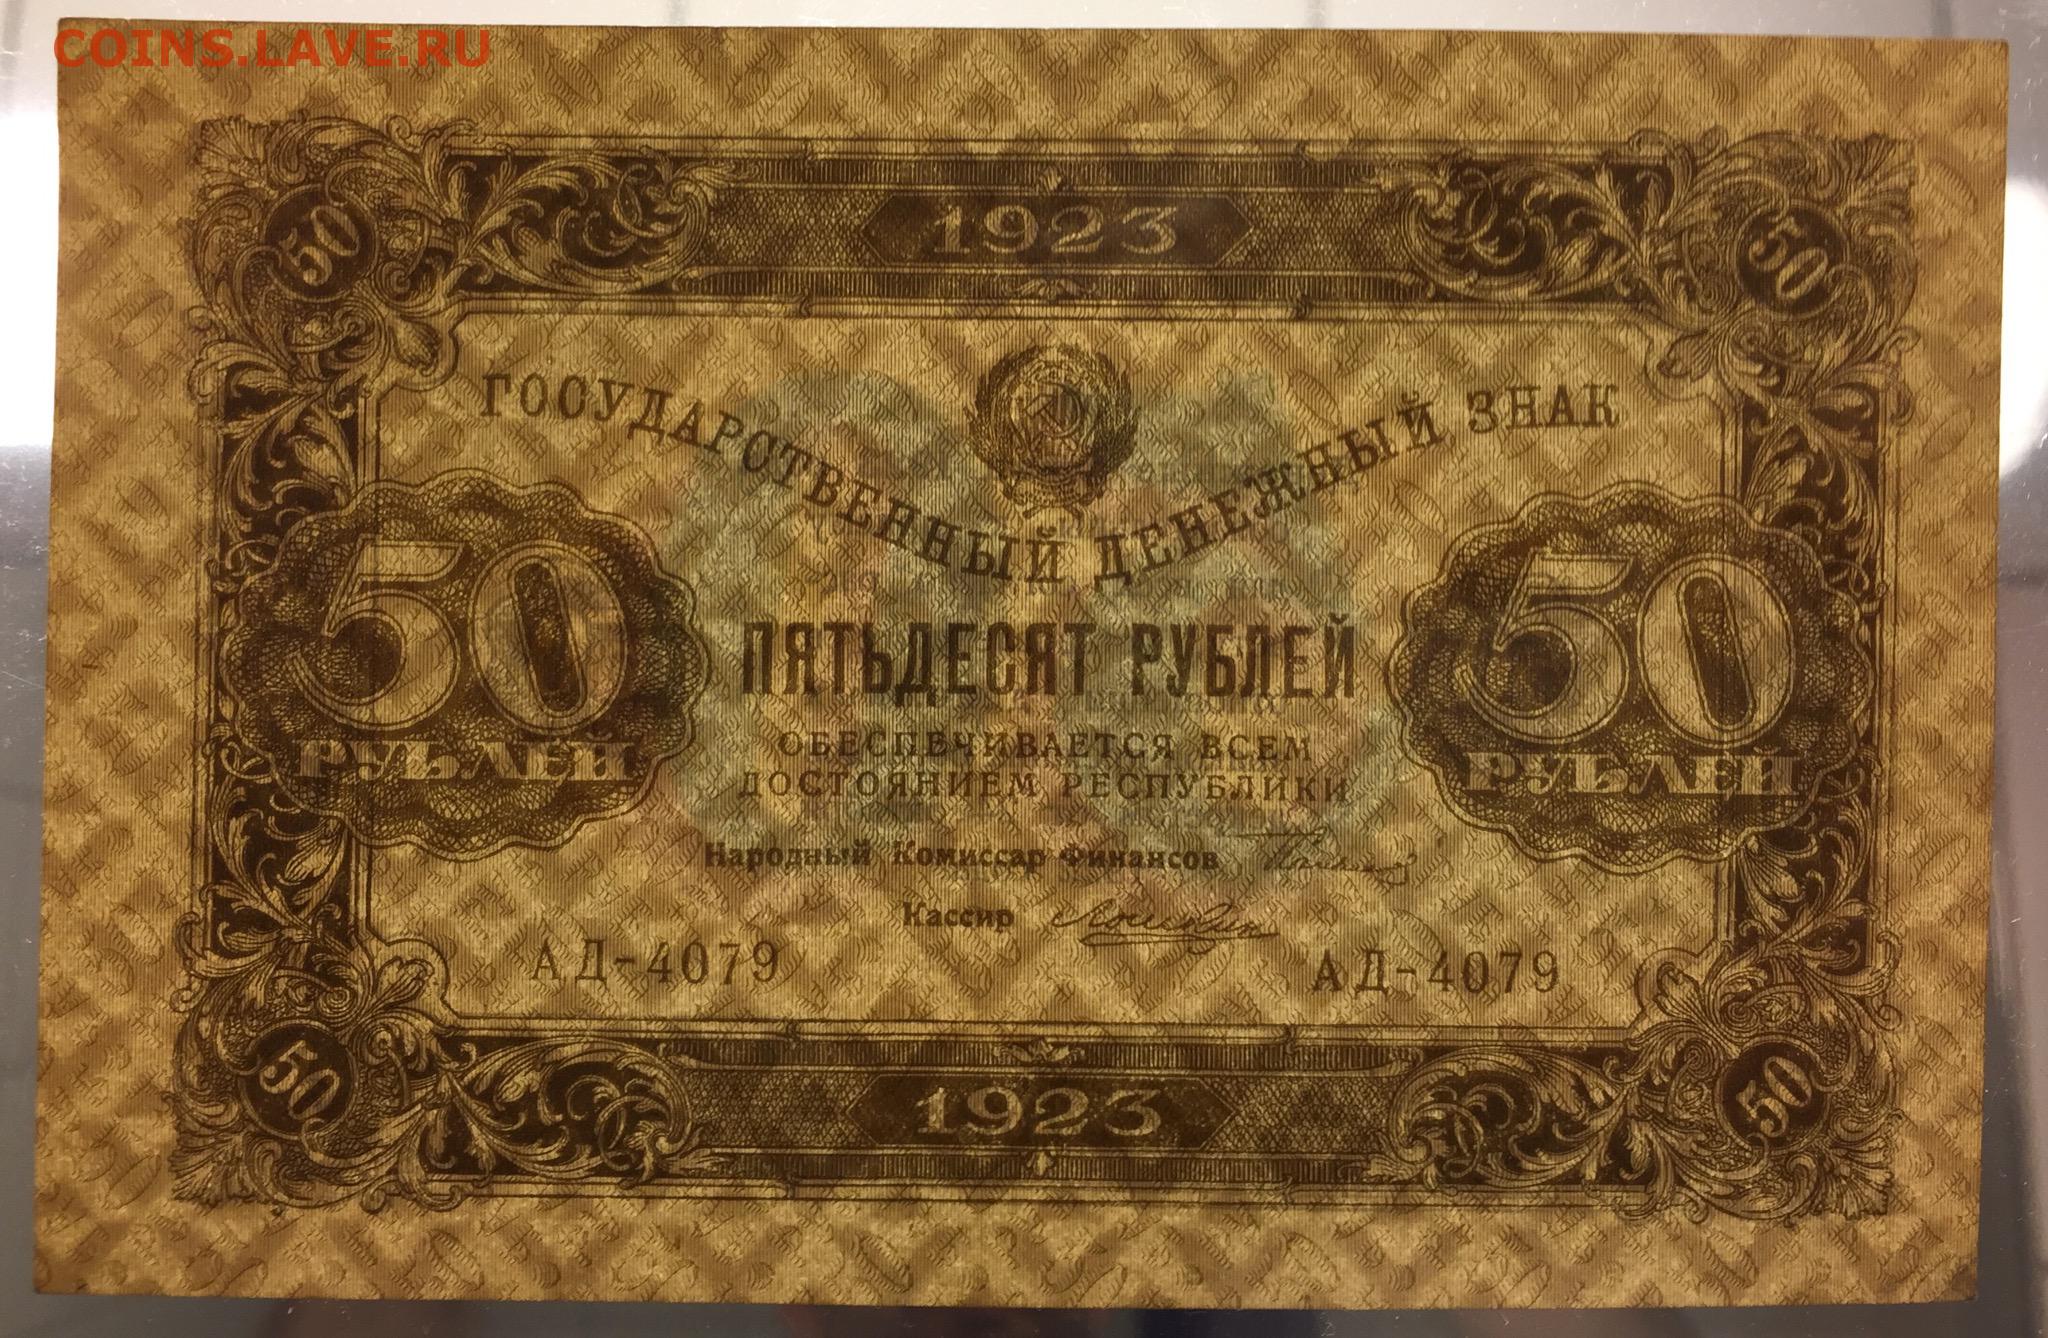 COINS.LAVE.RU
50 1923 50
ГОСУДАРСТВЕННЫЙ ДЕНЕЖНЫЙ ЗНАК
50 РУБЛЕЙ
50 РУБЛЕЙ
ПЯТЬДЕСЯТ РУБЛЕЙ
ОБЕСПЕЧИВАЕТСЯ ВСЕМ
ДОСТОЯНИЕМ РЕСПУБЛИКИ
Народный Комиссар Финансов
Кассир
АД-4079 АД-4079
50 1923 50